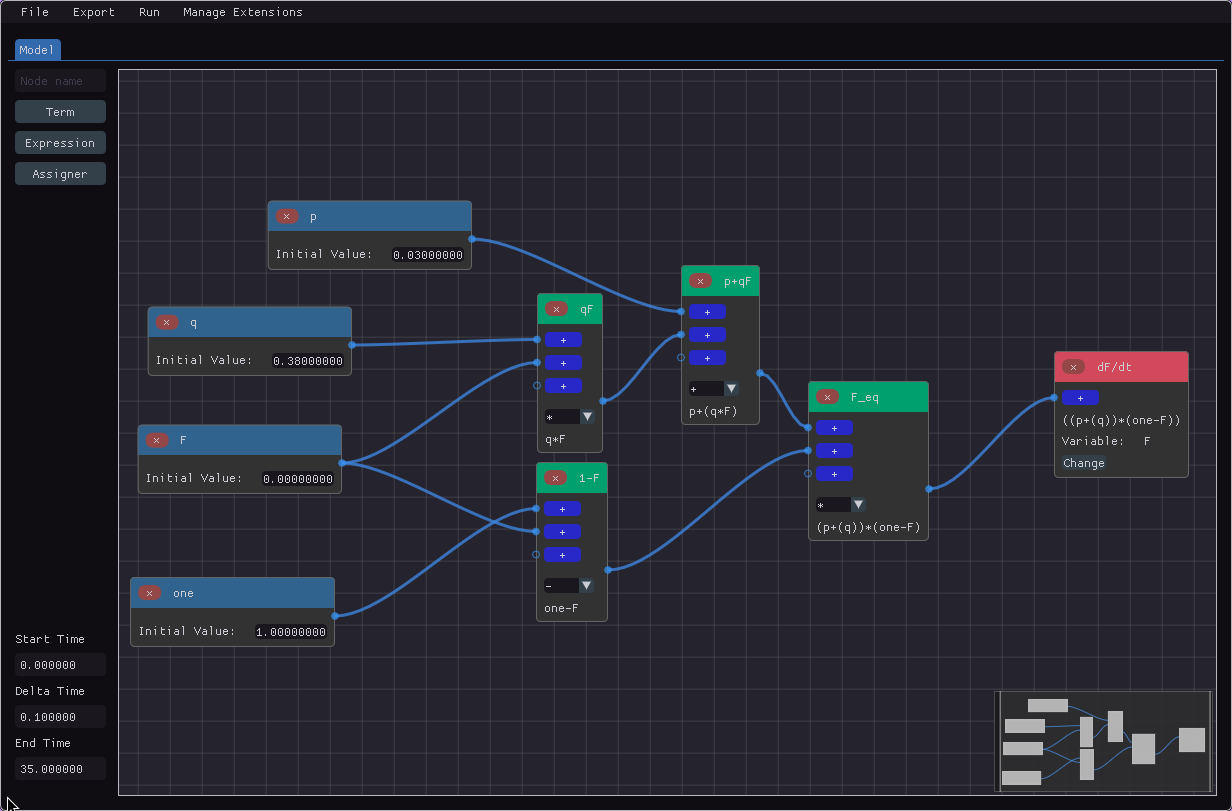 File Export Run Manage Extensions
Model
Node name
Term
Expression
Assigner
× p
Initial Value: 0.03000000
× q
Initial Value: 0.38000000
× F
Initial Value: 0.00000000
× one
Initial Value: 1.00000000
× qF
+
+
+
* ▼
q*F
× 1-F
+
+
+
- ▼
one-F
× p+qF
+
+
+
+ ▼
p+(q*F)
× F_eq
+
+
+
* ▼
(p+(q))*(one-F)
× dF/dt
+
((p+(q))*(one-F))
Variable: F
Change
Start Time
0.000000
Delta Time
0.100000
End Time
35.000000